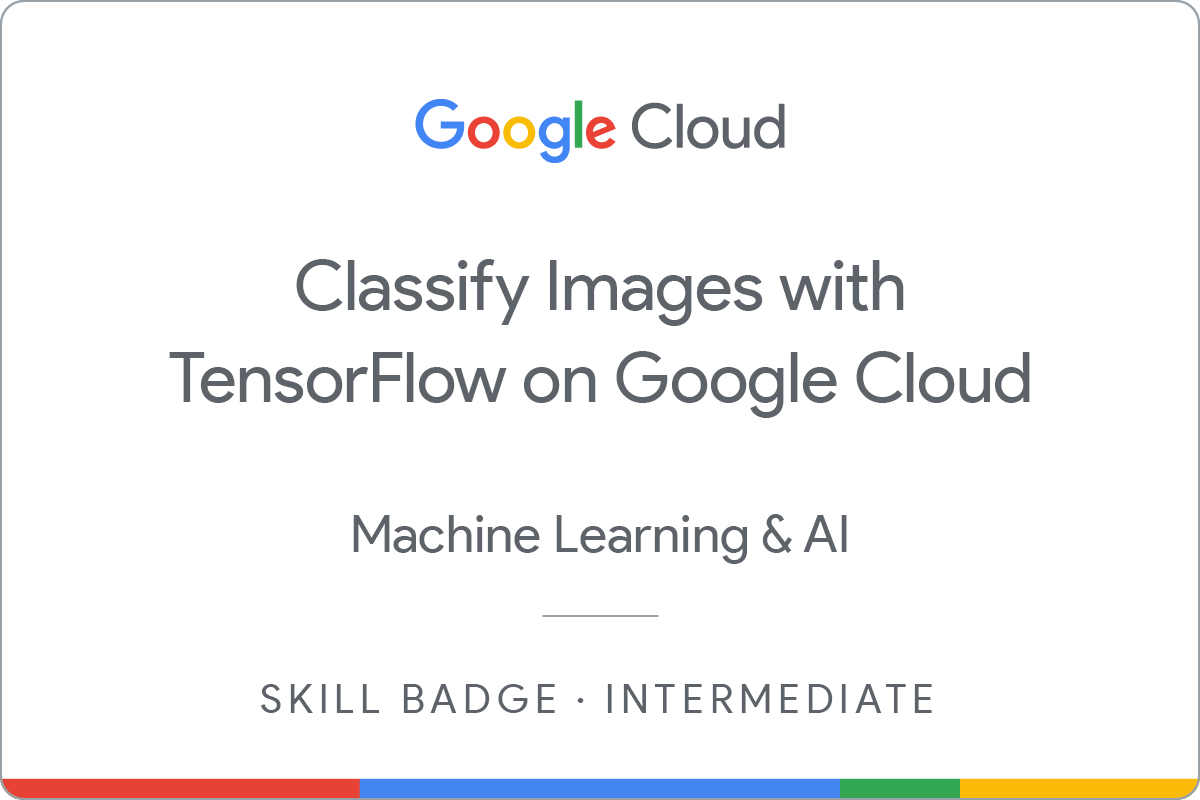 Google Cloud
Classify Images with
TensorFlow on Google Cloud
Machine Learning & AI
SKILL BADGE · INTERMEDIATE